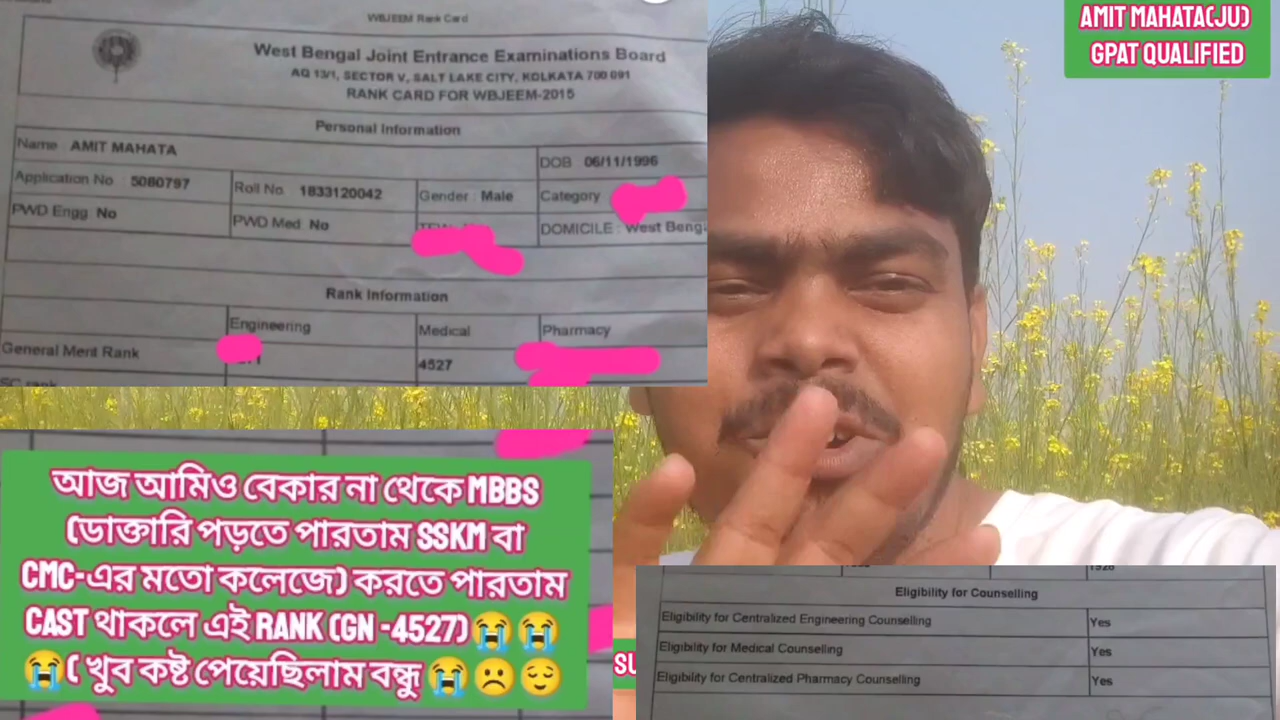 WBJEEM Rank Card
West Bengal Joint Entrance Examinations Board
AQ 13/1, SECTOR V, SALT LAKE CITY, KOLKATA 700 091
RANK CARD FOR WBJEEM-2015
Personal Information
Name AMIT MAHATA
DOB 06/11/1996
Application No. 5080797
Roll No. 1833120042
Gender : Male
Category
PWD Engg: No
PWD Med: No
DOMICILE : West Benga
Rank Information
Engineering
Medical
Pharmacy
General Merit Rank
4527
SC rank
AMIT MAHATA(JU)
GPAT QUALIFIED
আজ আমিও বেকার না থেকে MBBS
(ডোক্তারি পড়তে পারতাম SSKM বা
CMC-এর মতো কলেজে) করতে পারতাম
CAST থাকলে এই RANK (GN -4527)😭😭
😭( খুব কষ্ট পেয়েছিলাম বন্ধু 😭☹️😌
SU
Eligibility for Counselling
Eligibility for Centralized Engineering Counselling Yes
Eligibility for Medical Counselling Yes
Eligibility for Centralized Pharmacy Counselling Yes